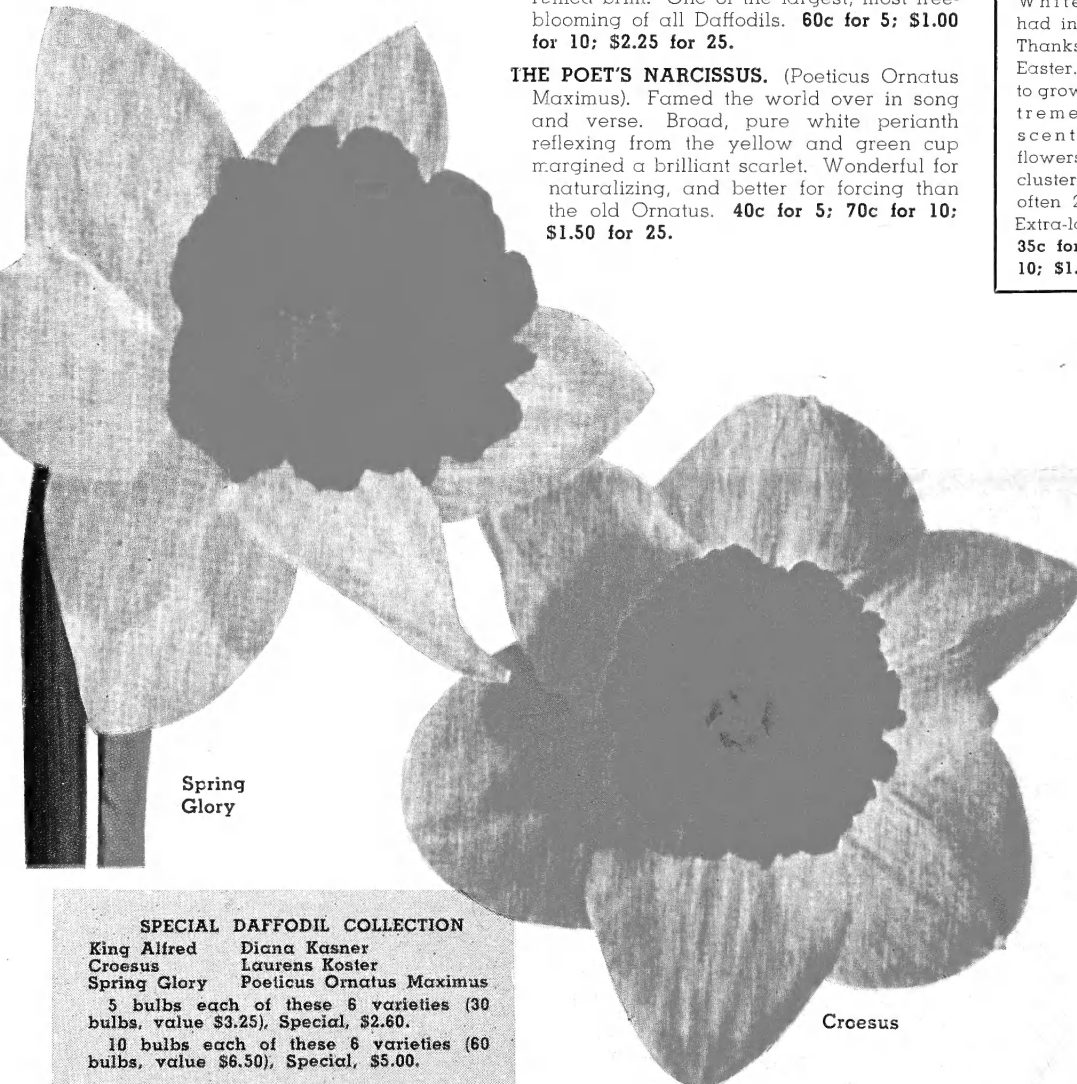 blooming of all Daffodils. 60c for 5; $1.00
for 10; $2.25 for 25.
THE POET'S NARCISSUS. (Poeticus Ornatus
Maximus). Famed the world over in song
and verse. Broad, pure white perianth
reflexing from the yellow and green cup
margined a brilliant scarlet. Wonderful for
naturalizing, and better for forcing than
the old Ornatus. 40c for 5; 70c for 10;
$1.50 for 25.
White
had in
Thanks
Easter.
to grow
treme
scent
flowers
cluster
often 2
Extra-lo
35c for
10; $1.
Spring
Glory
SPECIAL DAFFODIL COLLECTION
King Alfred Diana Kasner
Croesus Laurens Koster
Spring Glory Poeticus Ornatus Maximus
5 bulbs each of these 6 varieties (30
bulbs, value $3.25), Special, $2.60.
10 bulbs each of these 6 varieties (60
bulbs, value $6.50), Special, $5.00.
Croesus